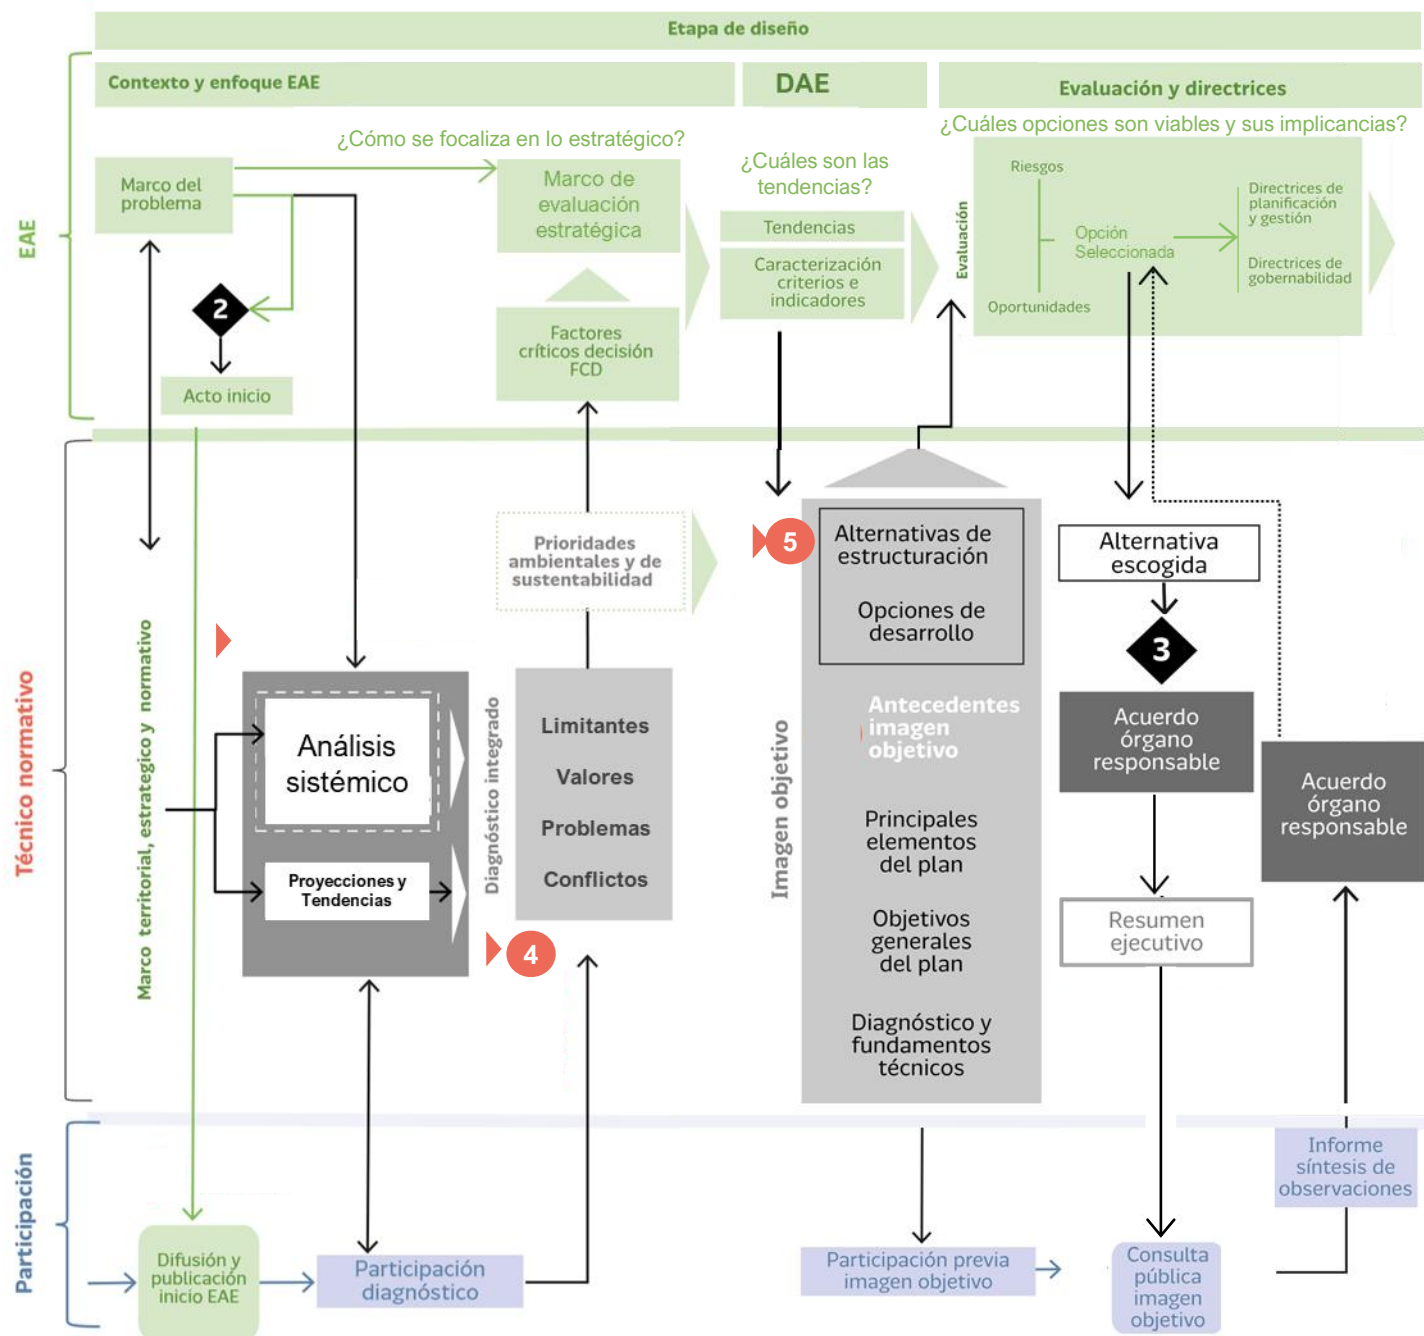 Etapa de diseño
Contexto y enfoque EAE
DAE
Evaluación y directrices
¿Cómo se focaliza en lo estratégico?
¿Cuáles son las
tendencias?
¿Cuáles opciones son viables y sus implicancias?
EAE
Marco del
problema
2
Acto inicio
Marco de
evaluación
estratégica
Factores
críticos decisión
FCD
Tendencias
Caracterización
criterios e
indicadores
Evaluación
Riesgos
Oportunidades
Opción
Seleccionada
Directrices de
planificación
y gestión
Directrices de
gobernabilidad
Técnico normativo
Marco territorial, estrategico y normativo
Análisis
sistémico
Proyecciones y
Tendencias
Diagnóstico integrado
4
Prioridades
ambientales y de
sustentabilidad
Limitantes
Valores
Problemas
Conflictos
5
Imagen objetivo
Alternativas de
estructuración
Opciones de
desarrollo
Antecedentes
imagen
objetivo
Principales
elementos
del plan
Objetivos
generales
del plan
Diagnóstico y
fundamentos
técnicos
Alternativa
escogida
3
Acuerdo
órgano
responsable
Resumen
ejecutivo
Acuerdo
órgano
responsable
Participación
Difusión y
publicación
inicio EAE
Participación
diagnóstico
Participación previa
imagen objetivo
Consulta
pública
imagen
objetivo
Informe
síntesis de
observaciones